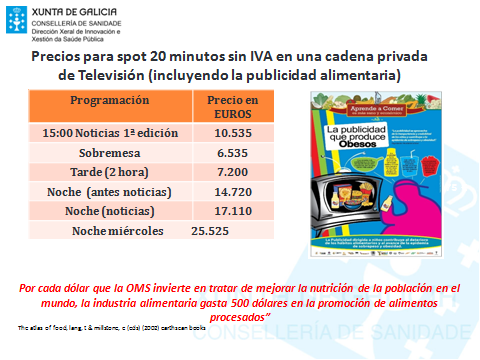 XUNTA DE GALICIA
CONSELLERÍA DE SANIDADE
Dirección Xeral de Innovación e
Xestión da Saúde Pública
Precios para spot 20 minutos sin IVA en una cadena privada
de Televisión (incluyendo la publicidad alimentaria)
Programación Precio en EUROS
15:00 Noticias 1ª edición 10.535
Sobremesa 6.535
Tarde (2 hora) 7.200
Noche (antes noticias) 14.720
Noche (noticias) 17.110
Noche miércoles 25.525
Aprende a Comer
La publicidad
que produce
Obesos
Por cada dólar que la OMS invierte en tratar de mejorar la nutrición de la población en el
mundo, la industria alimentaria gasta 500 dólares en la promoción de alimentos
procesados”
The atlas of food, lang, t & millstone, e (eds) (2002) earthscan books
CONSELLERÍA DE SANIDADE